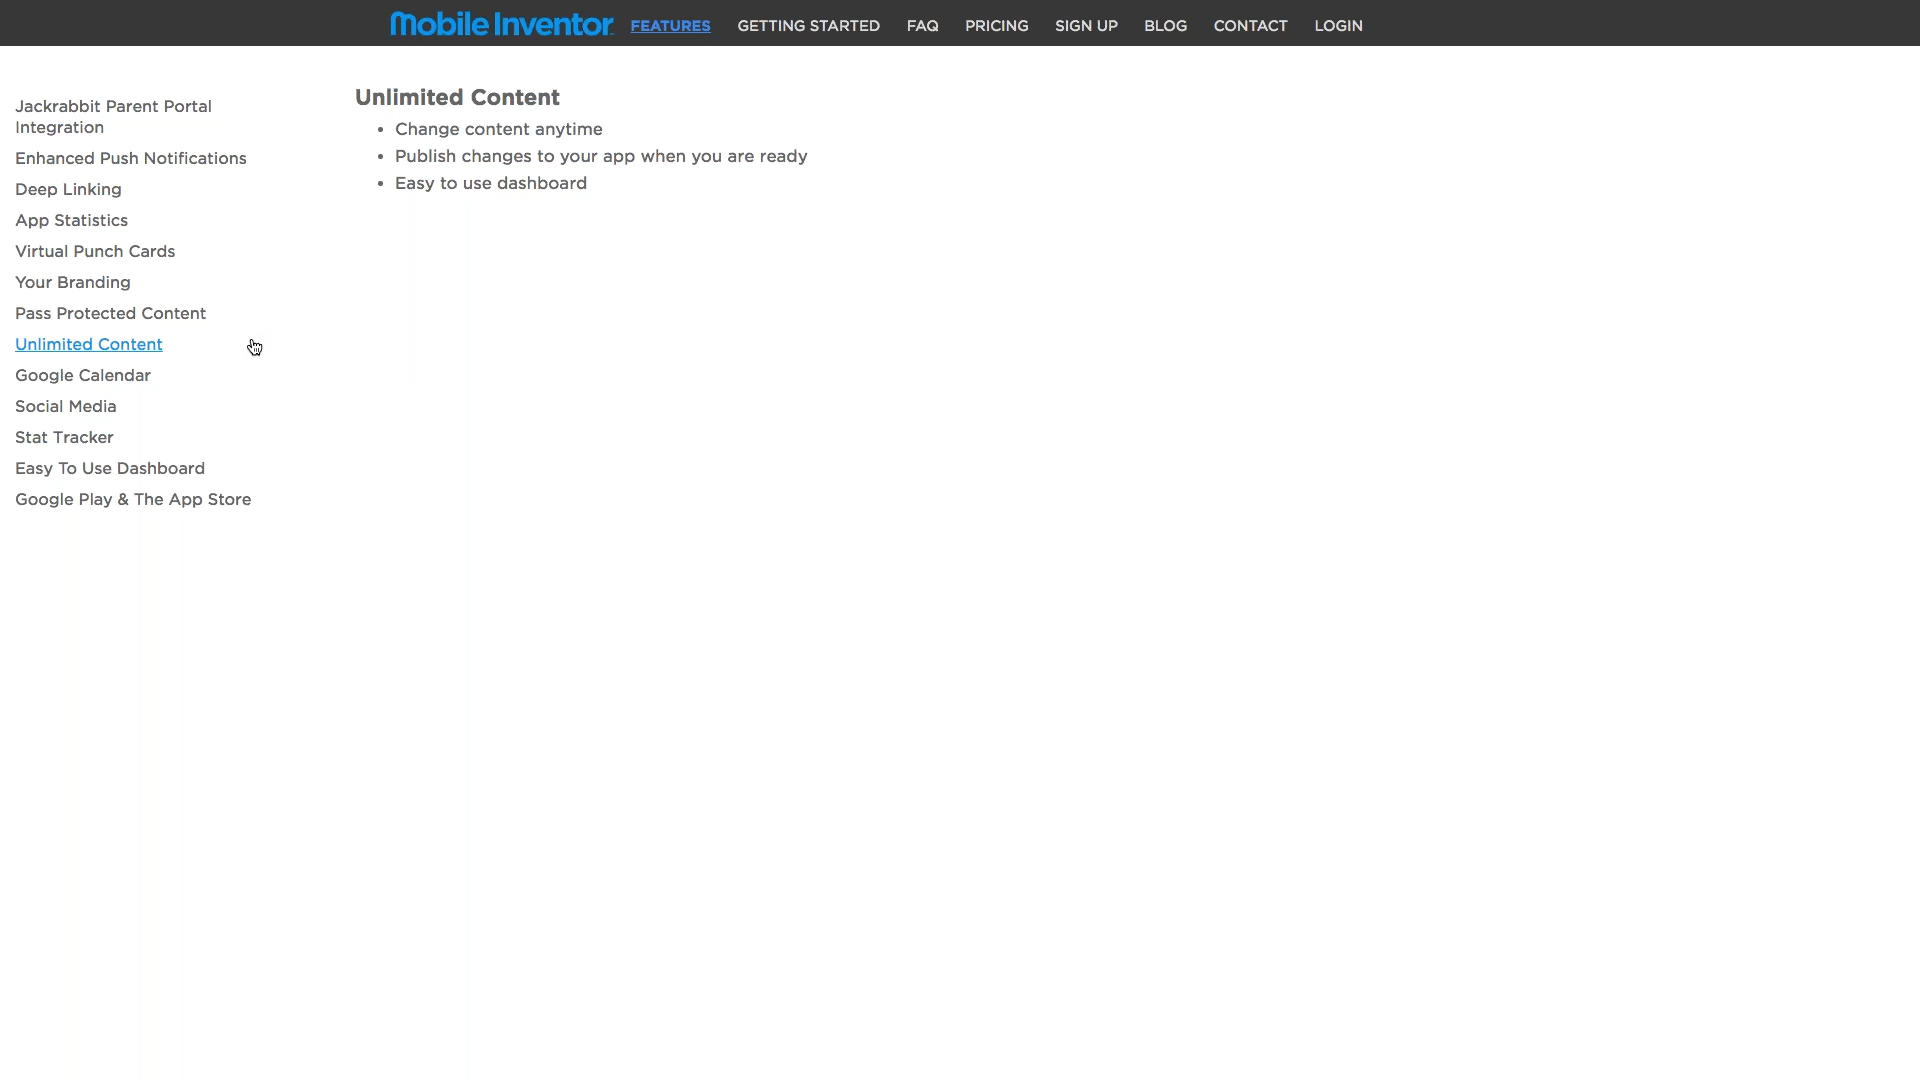 Mobile Inventor FEATURES GETTING STARTED FAQ PRICING SIGN UP BLOG CONTACT LOGIN
Jackrabbit Parent Portal
Integration
Enhanced Push Notifications
Deep Linking
App Statistics
Virtual Punch Cards
Your Branding
Pass Protected Content
Unlimited Content
Google Calendar
Social Media
Stat Tracker
Easy To Use Dashboard
Google Play & The App Store
Unlimited Content
• Change content anytime
• Publish changes to your app when you are ready
• Easy to use dashboard